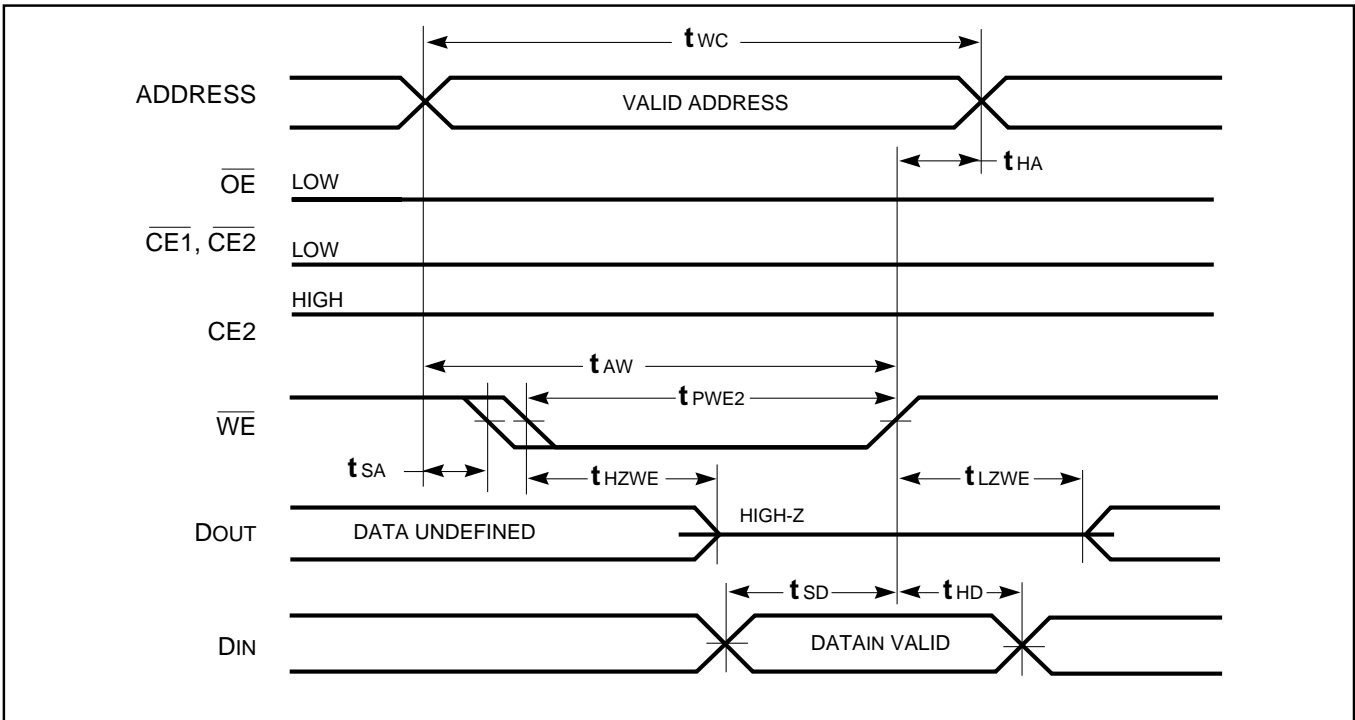 tWC
ADDRESS
VALID ADDRESS
tHA
OE
LOW
CE1, CE2
LOW
HIGH
CE2
tAW
tPWE2
WE
tSA
tHZWE
tLZWE
DOUT
DATA UNDEFINED
HIGH-Z
tSD
tHD
DIN
DATAIN VALID